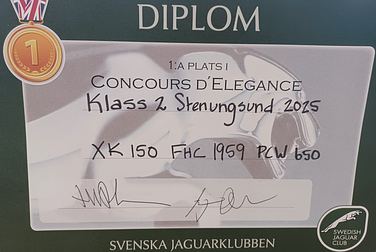 DIPLOM
1
1:A PLATS I
CONCOURS D'ELEGANCE
Klass 2 Stenungsund 2025
XK 150 FHC 1959 PCW 650
SWEDISH
JAGUAR
CLUB
SVENSKA JAGUARKLUBBEN